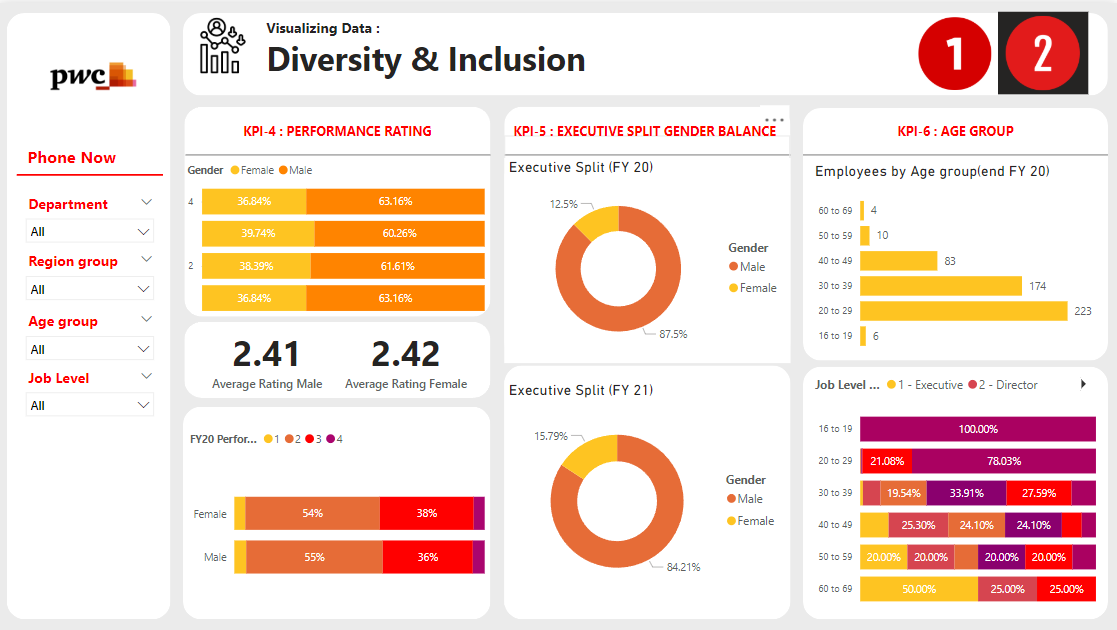 pwc
Phone Now
Department
All
Region group
All
Age group
All
Job Level
All
Visualizing Data :
Diversity & Inclusion
1
2
KPI-4 : PERFORMANCE RATING
Gender Female Male
4 36.84% 63.16%
39.74% 60.26%
2 38.39% 61.61%
36.84% 63.16%
2.41 2.42
Average Rating Male Average Rating Female
FY20 Perfor... 1 2 3 4
Female 54% 38%
Male 55% 36%
KPI-5 : EXECUTIVE SPLIT GENDER BALANCE
Executive Split (FY 20)
12.5%
Gender
Male
Female
87.5%
Executive Split (FY 21)
15.79%
Gender
Male
Female
84.21%
KPI-6 : AGE GROUP
Employees by Age group(end FY 20)
60 to 69 4
50 to 59 10
40 to 49 83
30 to 39 174
20 to 29 223
16 to 19 6
Job Level ... 1 - Executive 2 - Director
16 to 19 100.00%
20 to 29 21.08% 78.03%
30 to 39 19.54% 33.91% 27.59%
40 to 49 25.30% 24.10% 24.10%
50 to 59 20.00% 20.00% 20.00% 20.00%
60 to 69 50.00% 25.00% 25.00%